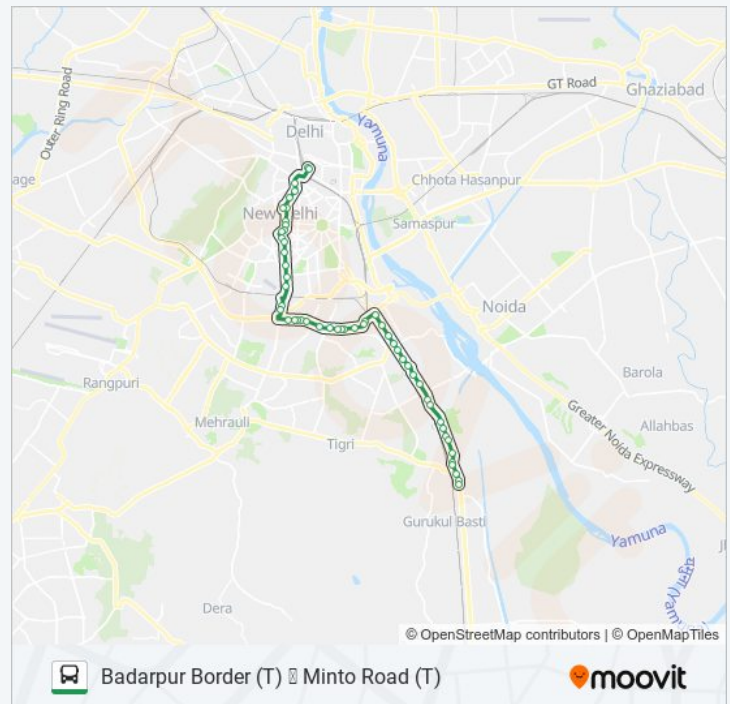 Outer Ring Road
GT Road
Ghaziabad
Delhi
Yamuna
age
Chhota Hasanpur
New Delhi
Samaspur
Noida
Rangpuri
Barola
Mehrauli
Allahbas
Tigri
Greater Noida Expressway
Gurukul Basti
Yamuna
Dera
© OpenStreetMap contributors | © OpenMapTiles
Badarpur Border (T) Minto Road (T)
moovit